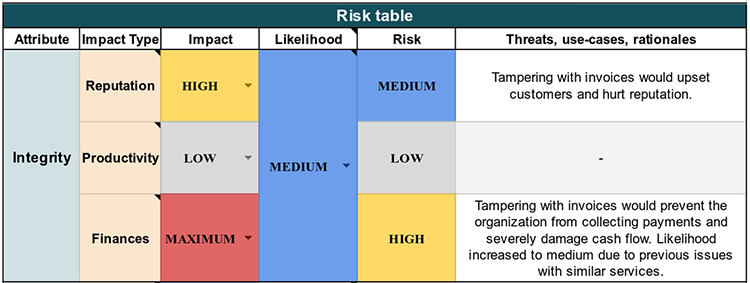 Risk table
Attribute Impact Type Impact Likelihood Risk Threats, use-cases, rationales
Integrity
Reputation HIGH MEDIUM MEDIUM
Tampering with invoices would upset
customers and hurt reputation.
Productivity LOW LOW -
Finances MAXIMUM HIGH
Tampering with invoices would prevent the
organization from collecting payments and
severely damage cash flow. Likelihood
increased to medium due to previous issues
with similar services.